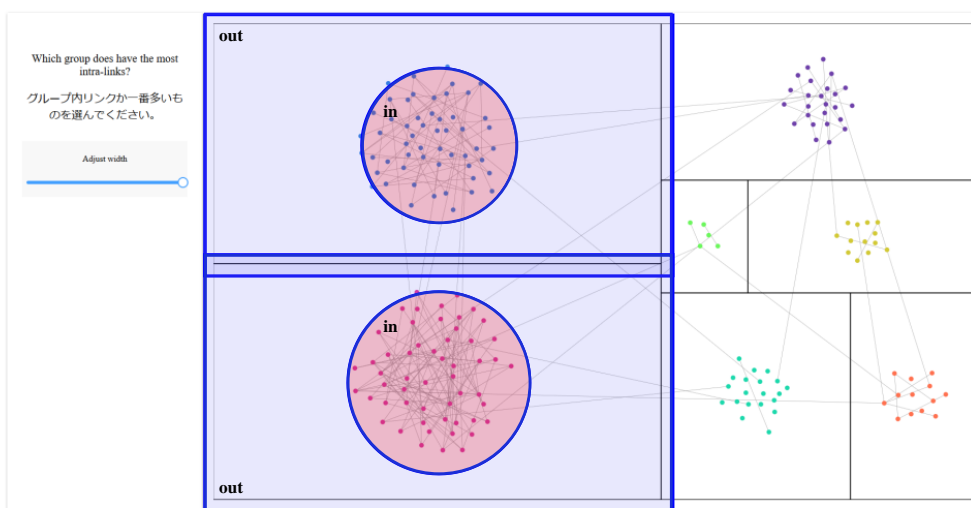 Which group does have the most
intra-links?
グループ内リンクが一番多いも
のを選んでください。
Adjust width
out
in
in
out